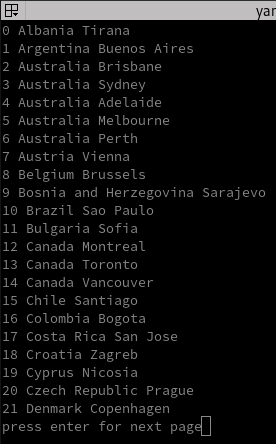 yar
0 Albania Tirana
1 Argentina Buenos Aires
2 Australia Brisbane
3 Australia Sydney
4 Australia Adelaide
5 Australia Melbourne
6 Australia Perth
7 Austria Vienna
8 Belgium Brussels
9 Bosnia and Herzegovina Sarajevo
10 Brazil Sao Paulo
11 Bulgaria Sofia
12 Canada Montreal
13 Canada Toronto
14 Canada Vancouver
15 Chile Santiago
16 Colombia Bogota
17 Costa Rica San Jose
18 Croatia Zagreb
19 Cyprus Nicosia
20 Czech Republic Prague
21 Denmark Copenhagen
press enter for next page